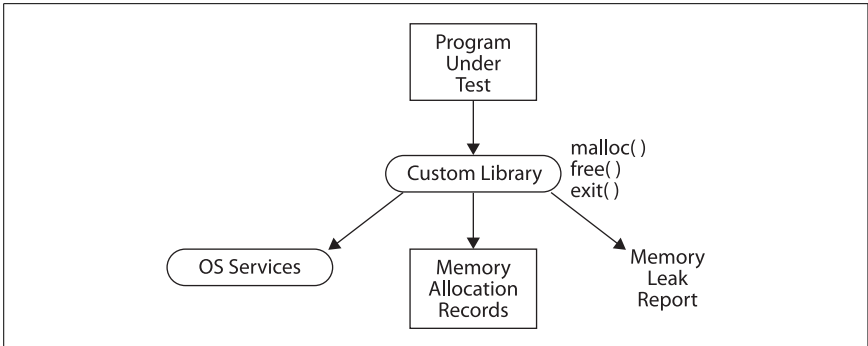 Program
Under
Test
Custom Library
malloc( )
free( )
exit( )
OS Services
Memory
Allocation
Records
Memory
Leak
Report